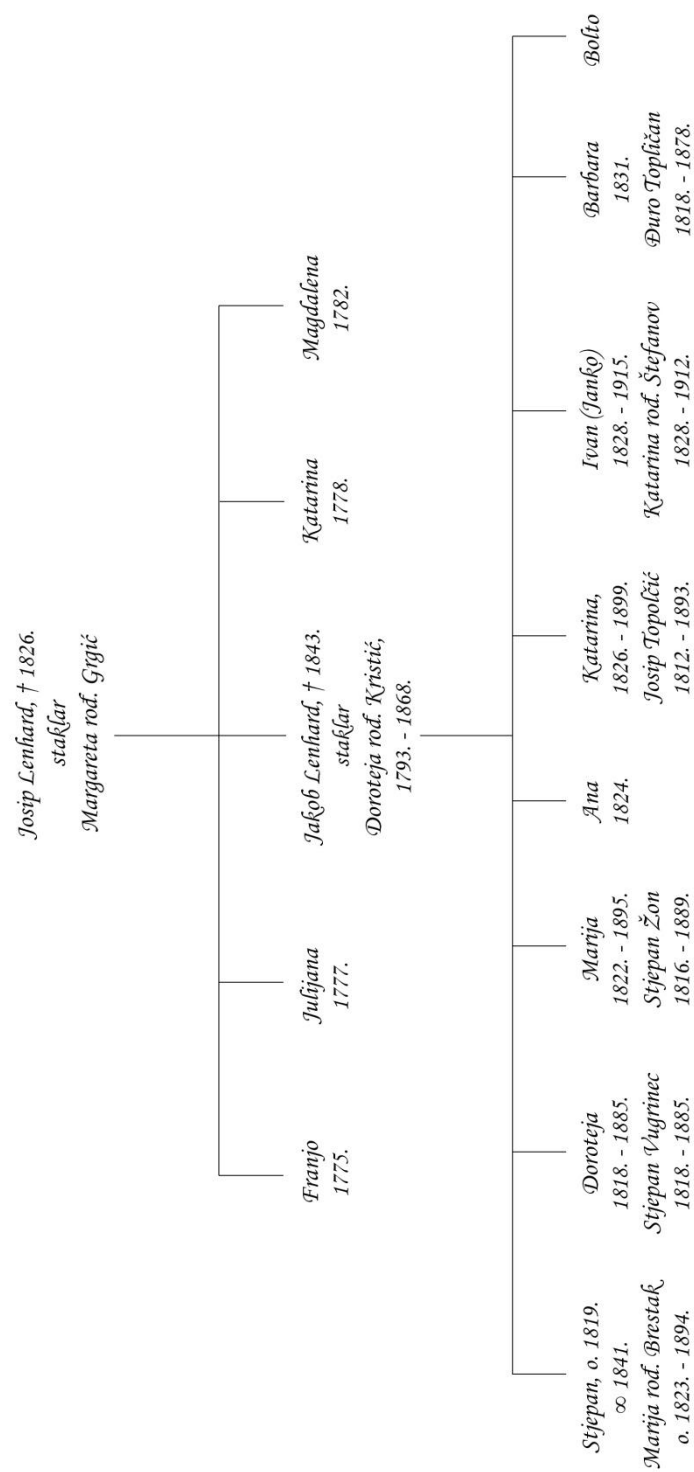 Josip Lenhard, † 1826.
staklar
Margareta rođ. Grgić
Franjo
1775.
Julijana
1777.
Jakob Lenhard, † 1843.
staklar
Doroteja rođ. Kristić,
1793. - 1868.
Katarina
1778.
Magdalena
1782.
Stjepan, o. 1819.
∞ 1841.
Marija rođ. Brestak
o. 1823. - 1894.
Doroteja
1818. - 1885.
Stjepan Vugrinec
1818. - 1885.
Marija
1822. - 1895.
Stjepan Žon
1816. - 1889.
Ana
1824.
Katarina,
1826. - 1899.
Josip Topolčić
1812. - 1893.
Ivan (Janko)
1828. - 1915.
Katarina rođ. Štefanov
1828. - 1912.
Barbara
1831.
Đuro Topličan
1818. - 1878.
Bolto